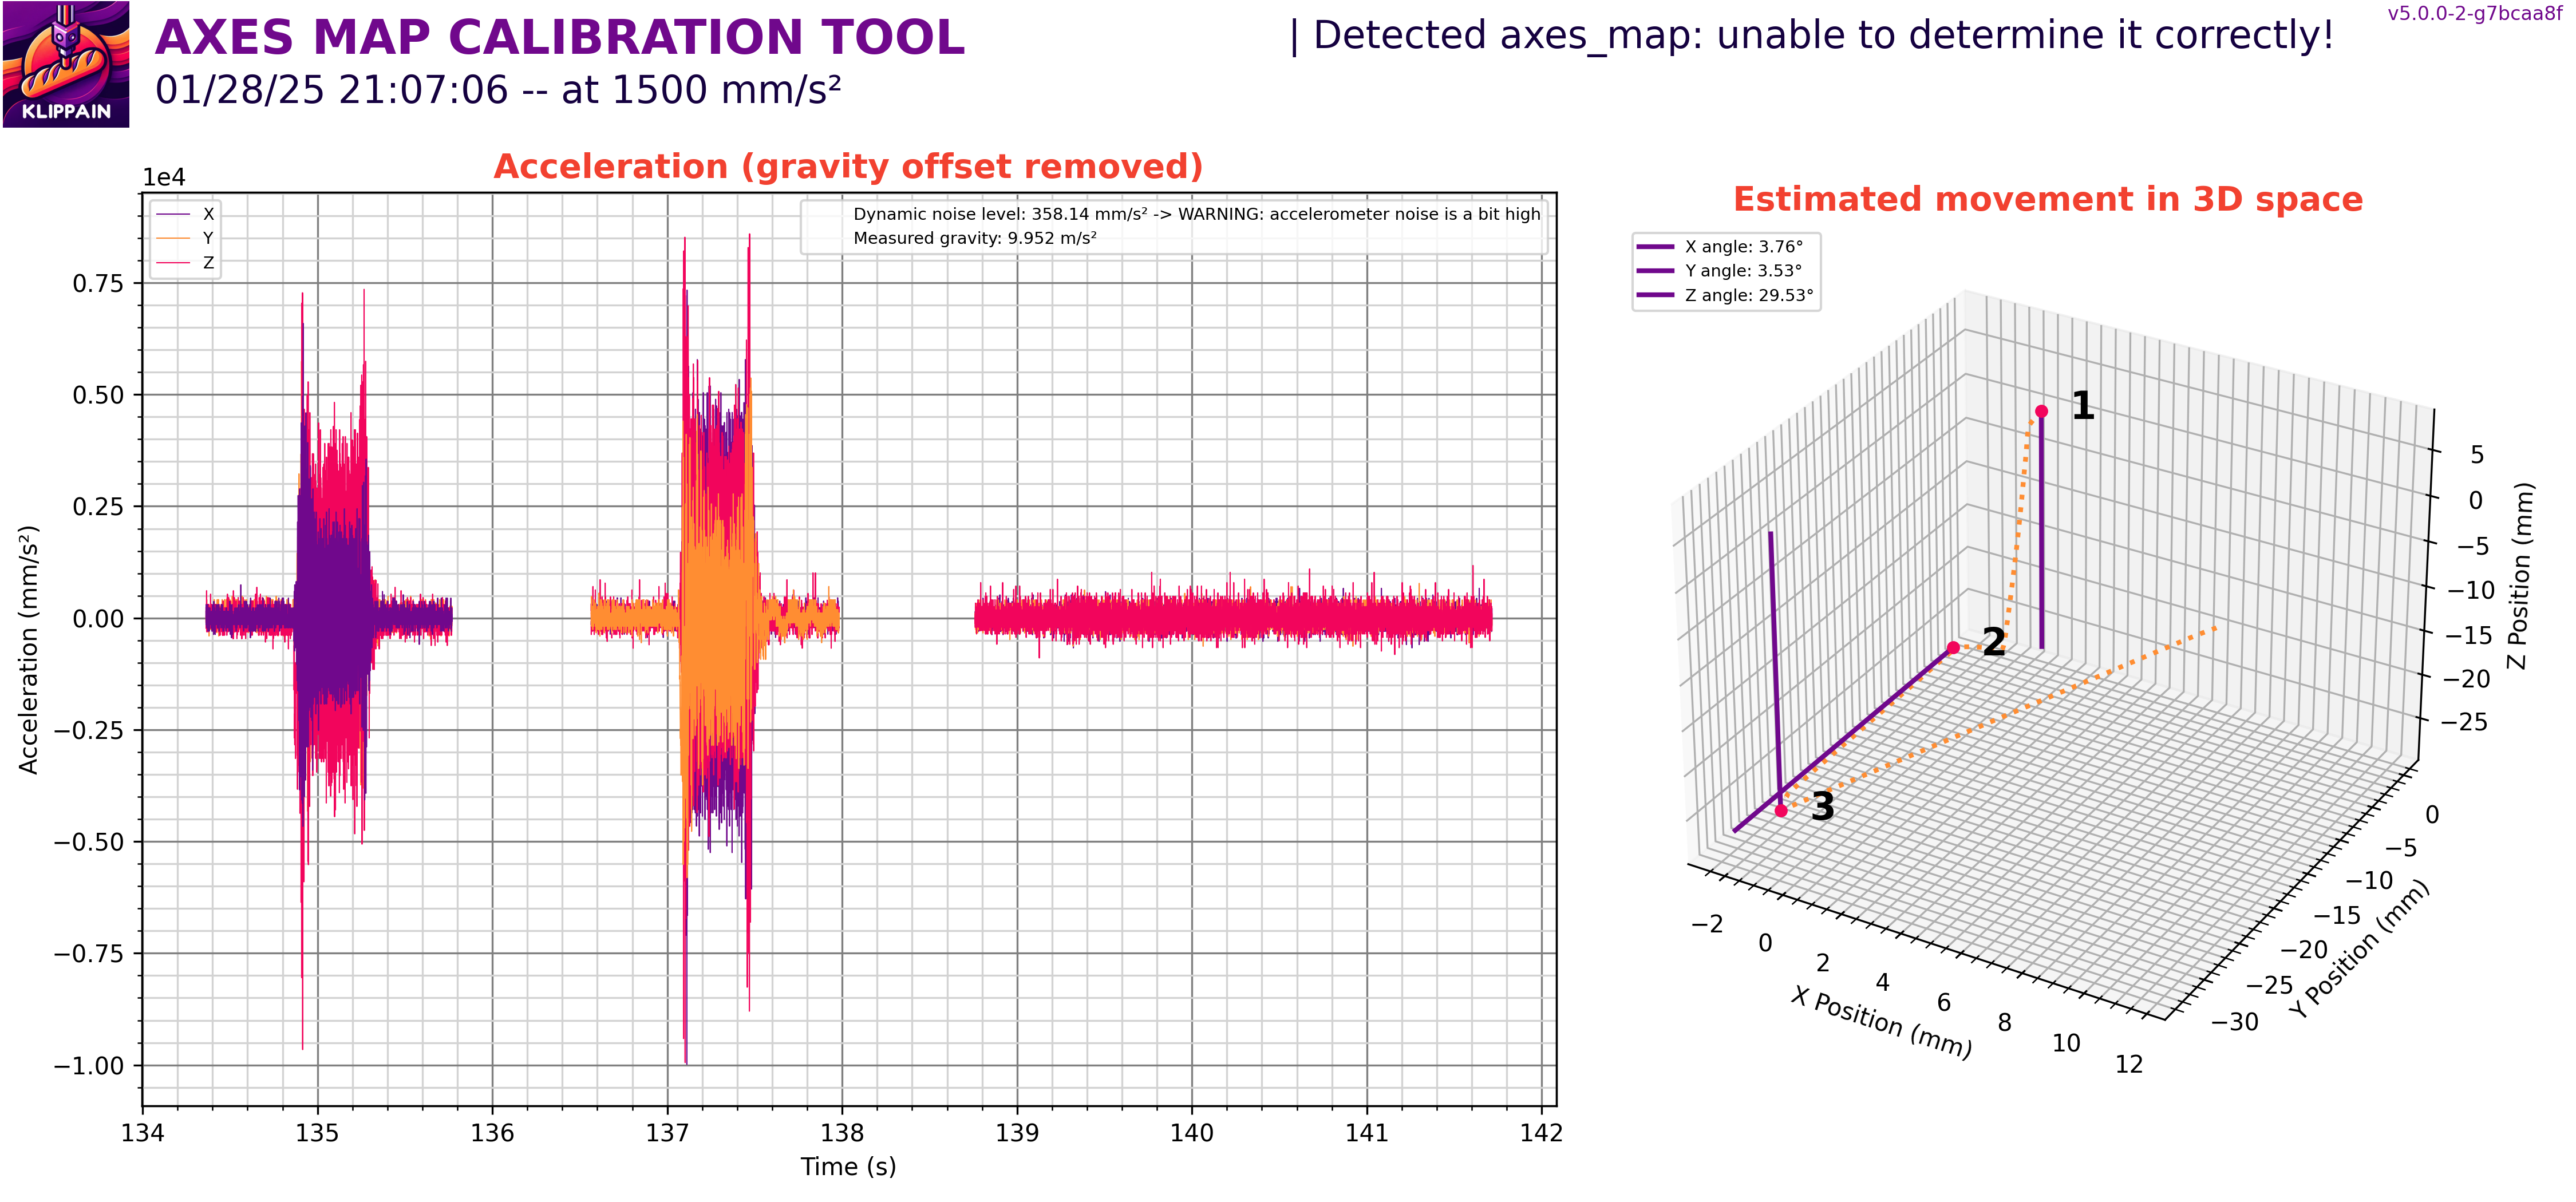 KLIPPAIN
AXES MAP CALIBRATION TOOL
01/28/25 21:07:06 -- at 1500 mm/s²
| Detected axes_map: unable to determine it correctly!
v5.0.0-2-g7bcaa8f
Acceleration (gravity offset removed)
1e4
X
Y
Z
Dynamic noise level: 358.14 mm/s² -> WARNING: accelerometer noise is a bit high
Measured gravity: 9.952 m/s²
0.75
0.50
0.25
0.00
−0.25
−0.50
−0.75
−1.00
Acceleration (mm/s²)
134
135
136
137
138
139
140
141
142
Time (s)
Estimated movement in 3D space
X angle: 3.76°
Y angle: 3.53°
Z angle: 29.53°
1
2
3
5
0
−5
−10
−15
−20
−25
Z Position (mm)
0
−5
−10
−15
−20
−25
−30
Y Position (mm)
−2
0
2
4
6
8
10
12
X Position (mm)